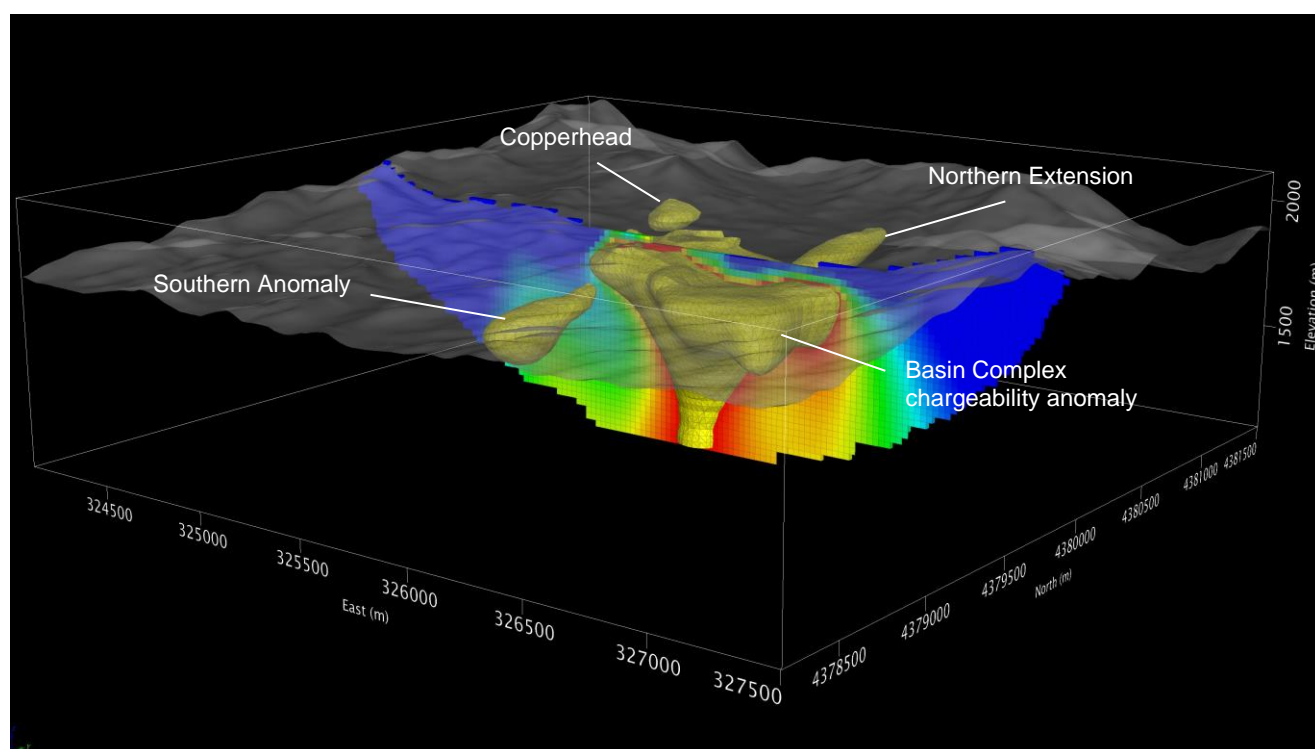 Copperhead
Northern Extension
Southern Anomaly
Basin Complex
chargeability anomaly
2000
1500
Elevation (m)
324500
325000
325500
326000
326500
327000
327500
East (m)
4378500
4379000
4379500
4380000
4380500
4381000
4381500
North (m)